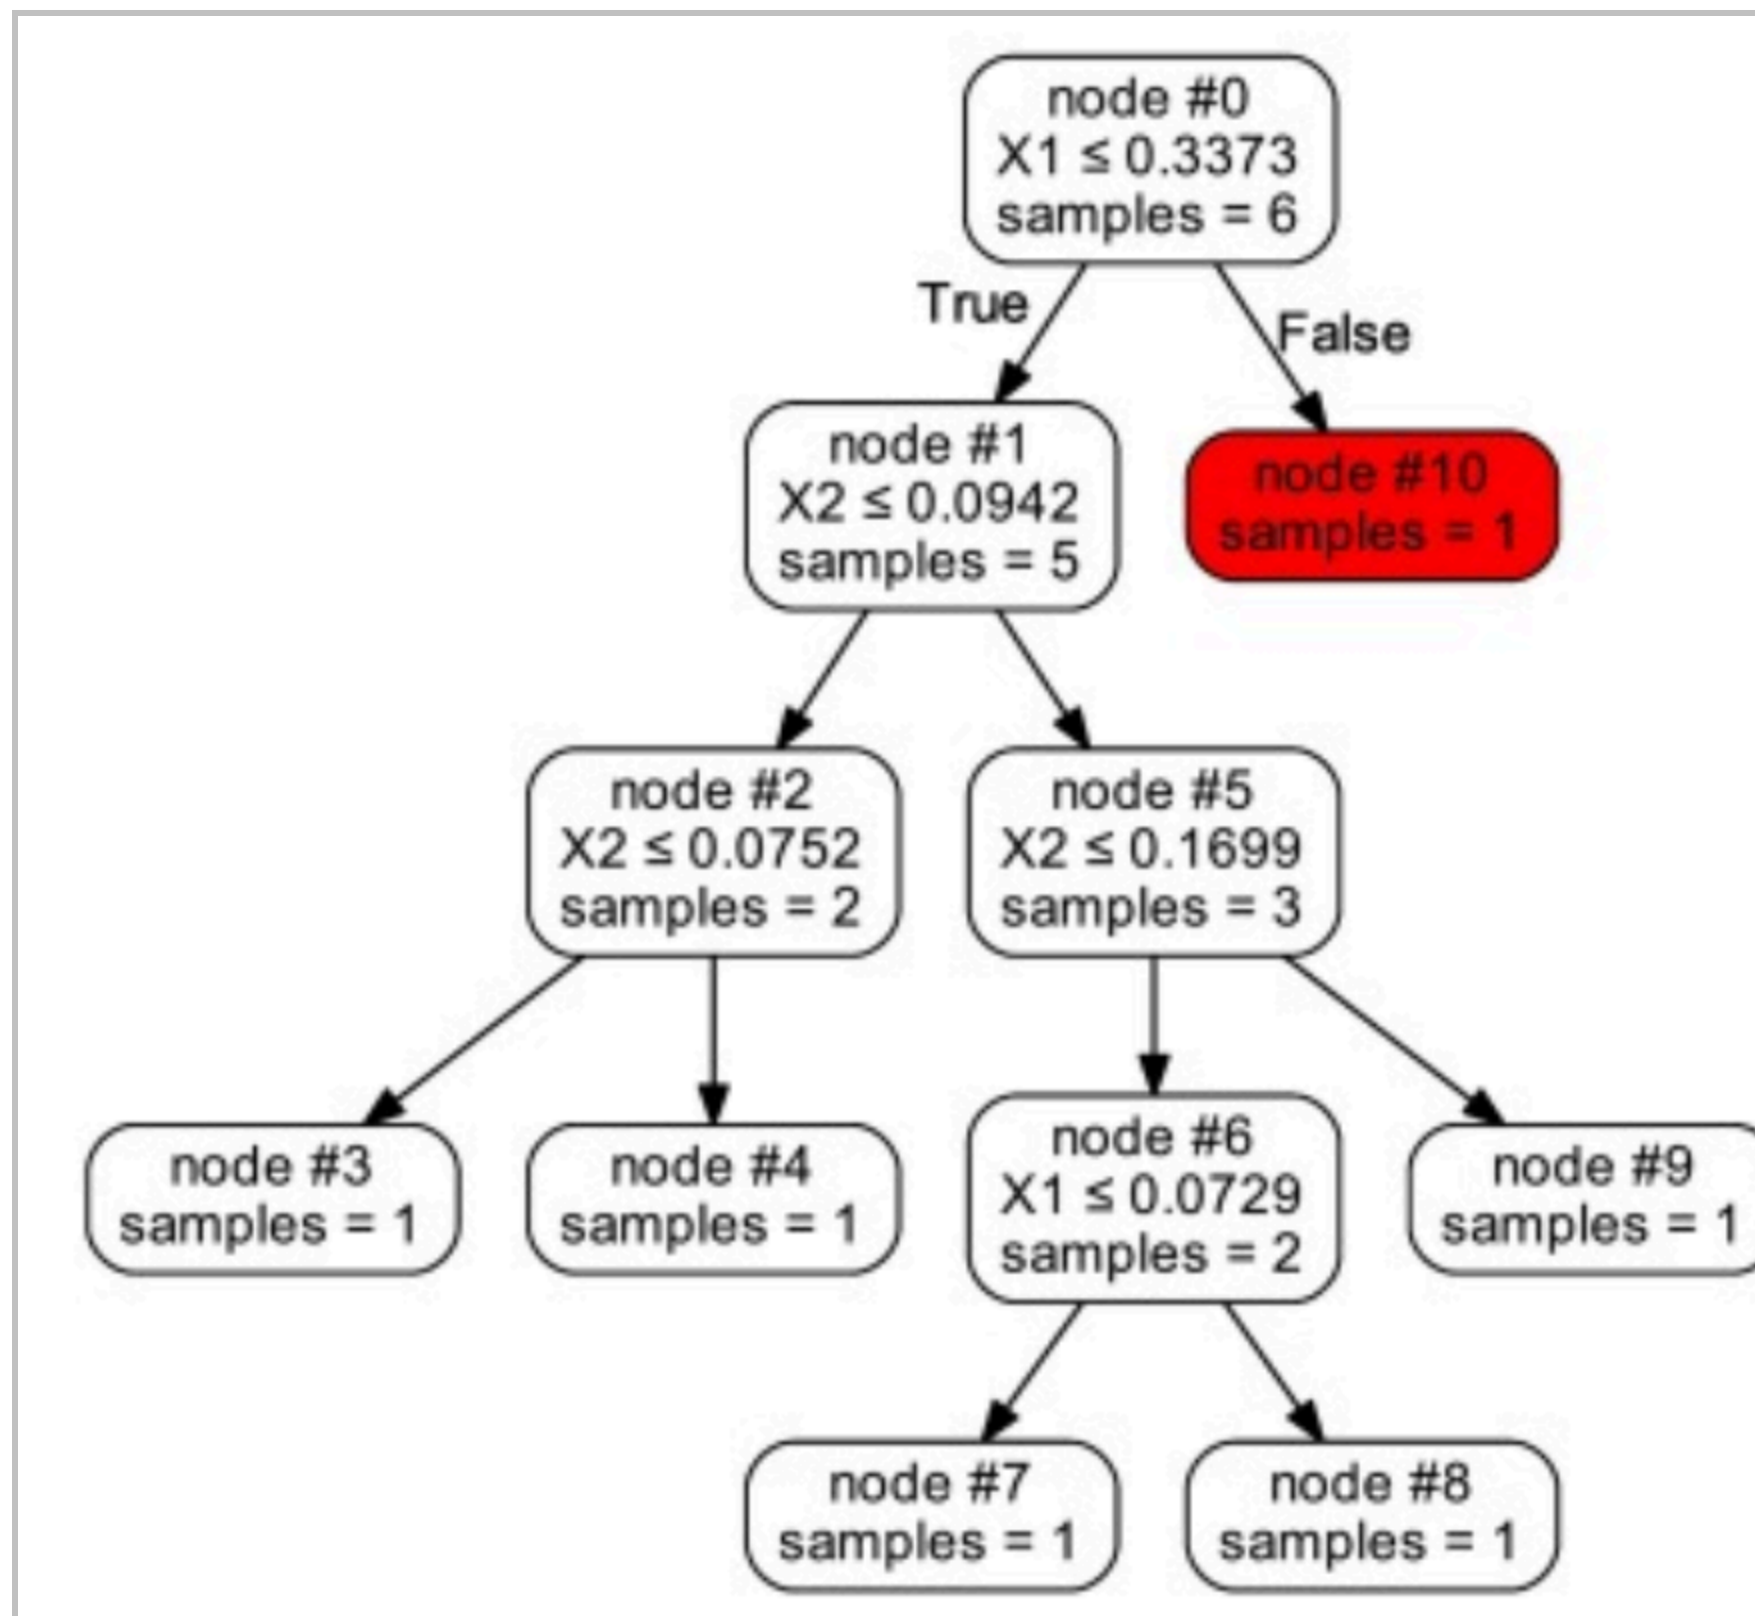 node #0
X1 ≤ 0.3373
samples = 6
True
False
node #1
X2 ≤ 0.0942
samples = 5
node #10
samples = 1
node #2
X2 ≤ 0.0752
samples = 2
node #5
X2 ≤ 0.1699
samples = 3
node #3
samples = 1
node #4
samples = 1
node #6
X1 ≤ 0.0729
samples = 2
node #9
samples = 1
node #7
samples = 1
node #8
samples = 1